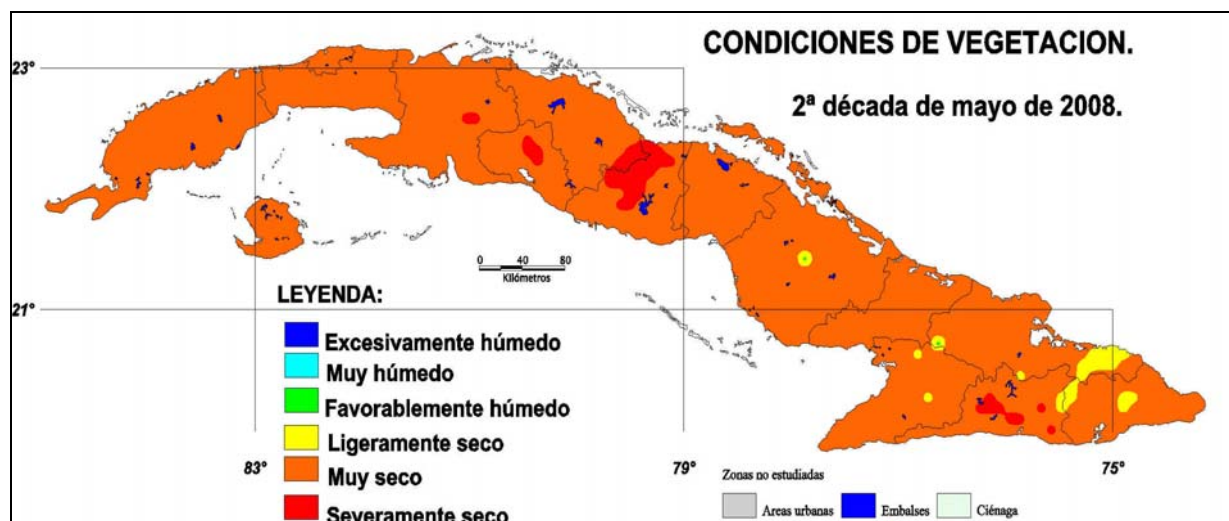 CONDICIONES DE VEGETACION.
2ª década de mayo de 2008.
23°
21°
83°
79°
75°
0 40 80
Kilómetros
LEYENDA:
Excesivamente húmedo
Muy húmedo
Favorablemente húmedo
Ligeramente seco
Muy seco
Severamente seco
Zonas no estudiadas
Areas urbanas
Embalses
Ciénaga